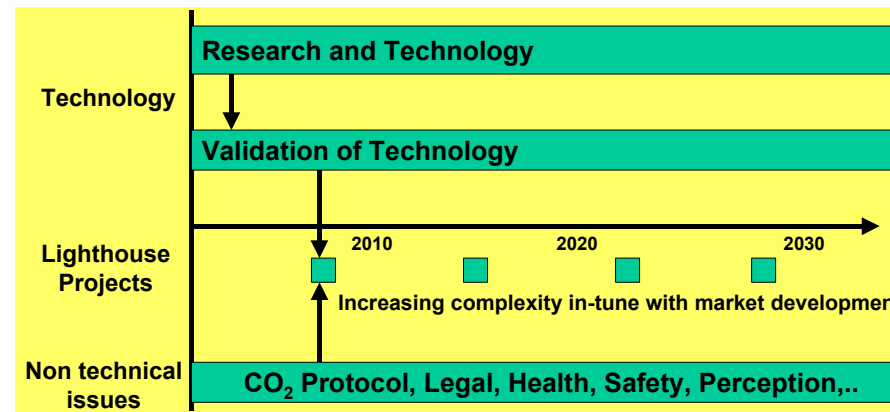 Research and Technology
Technology
Validation of Technology
2010 2020 2030
Lighthouse
Projects
Increasing complexity in-tune with market developmen
Non technical
issues
CO₂ Protocol, Legal, Health, Safety, Perception,..